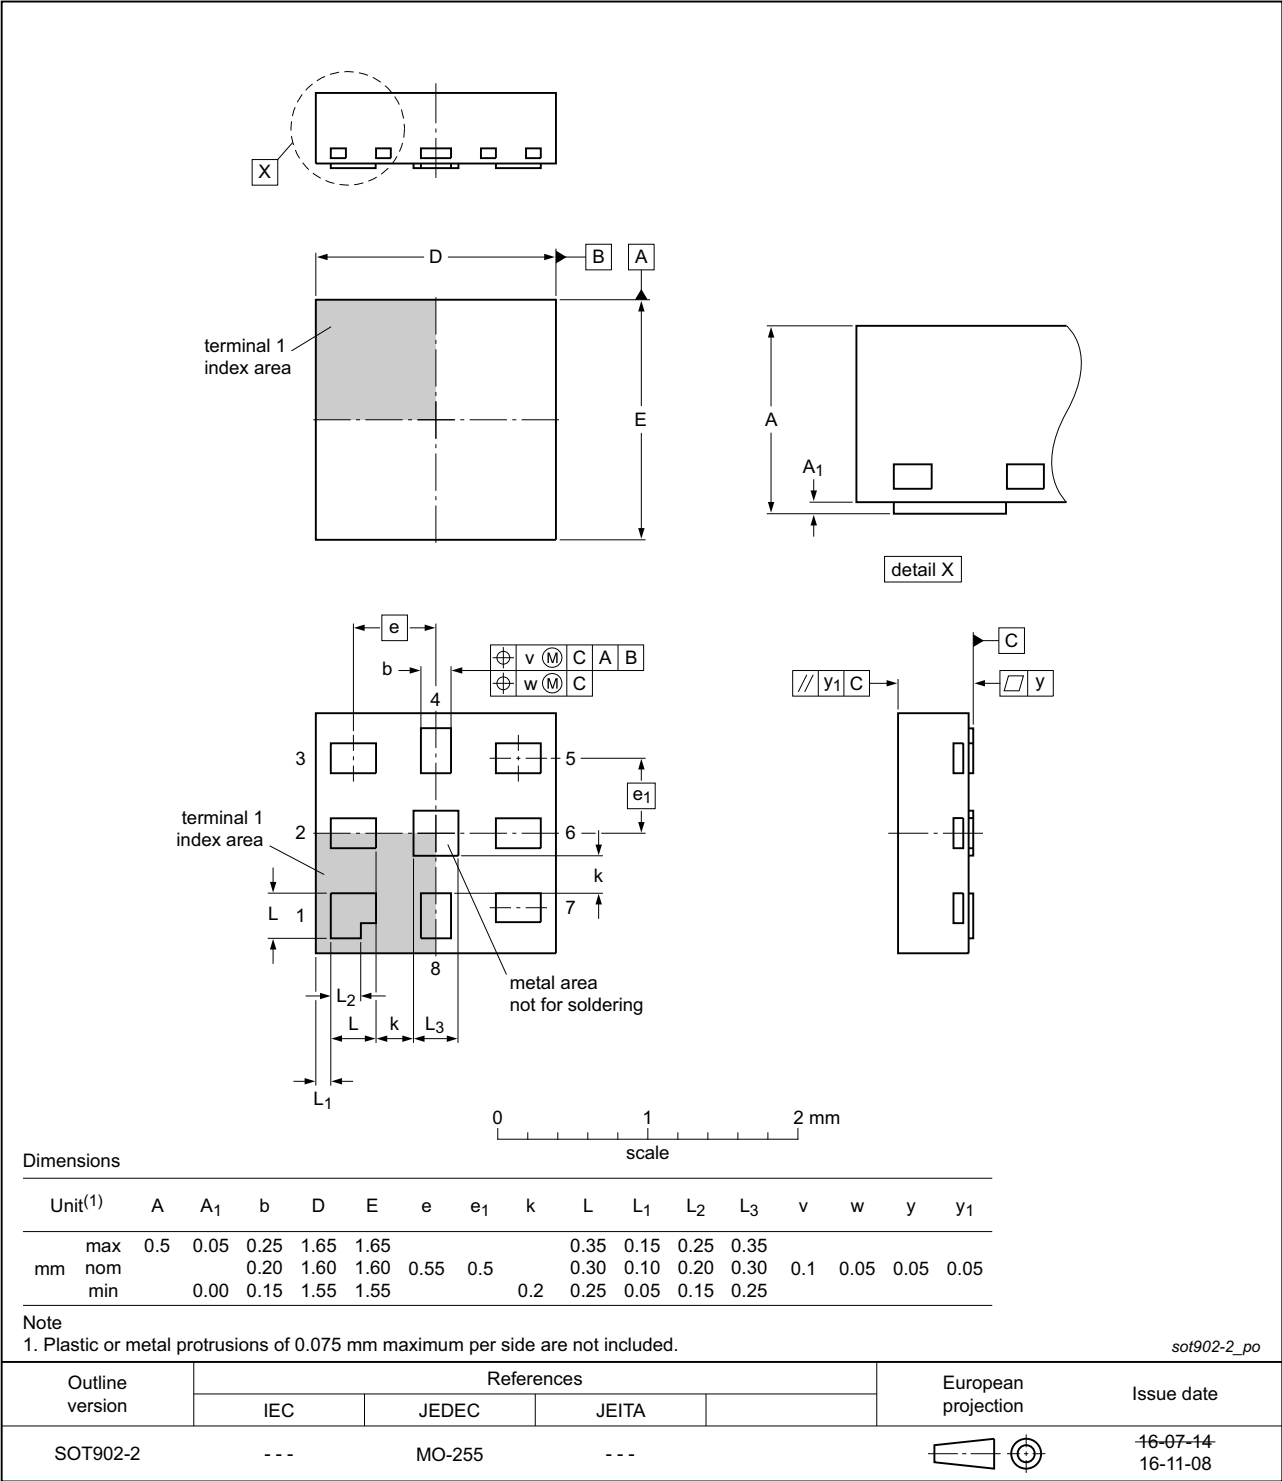 X
D
B
A
terminal 1
index area
E
A
A1
detail X
e
b
v M C A B
w M C
4
3
5
e1
terminal 1
index area
2
6
k
L
1
7
8
metal area
not for soldering
L2
L
k
L3
L1
C
// y1 C
y
0 1 2 mm
scale
Dimensions
Unit(1) A A1 b D E e e1 k L L1 L2 L3 v w y y1
max 0.5 0.05 0.25 1.65 1.65 0.35 0.15 0.25 0.35
mm nom 0.20 1.60 1.60 0.55 0.5 0.30 0.10 0.20 0.30 0.1 0.05 0.05 0.05
min 0.00 0.15 1.55 1.55 0.2 0.25 0.05 0.15 0.25
Note
1. Plastic or metal protrusions of 0.075 mm maximum per side are not included.
sot902-2_po
Outline
version
References
IEC JEDEC JEITA
European
projection
Issue date
SOT902-2 - - - MO-255 - - -
16-07-14
16-11-08